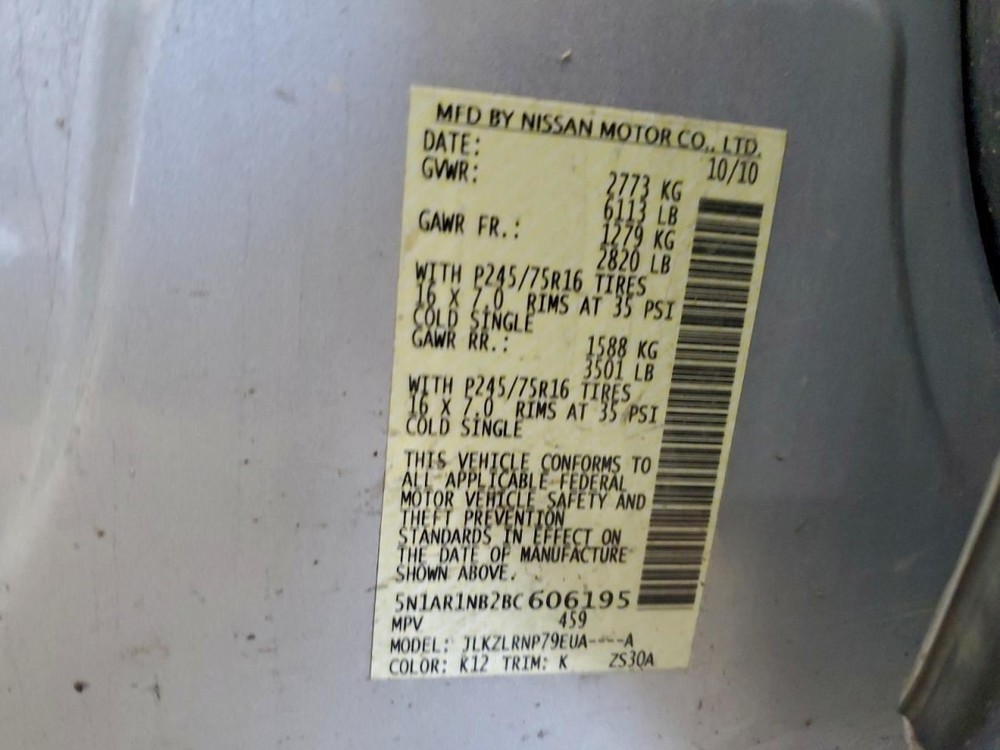 MFD BY NISSAN MOTOR CO., LTD.
DATE: 10/10
GVWR: 2773 KG
6113 LB
GAWR FR.: 1279 KG
2820 LB
WITH P245/75R16 TIRES
16 X 7.0 RIMS AT 35 PSI
COLD SINGLE
GAWR RR.: 1588 KG
3501 LB
WITH P245/75R16 TIRES
16 X 7.0 RIMS AT 35 PSI
COLD SINGLE
THIS VEHICLE CONFORMS TO
ALL APPLICABLE FEDERAL
MOTOR VEHICLE SAFETY AND
THEFT PREVENTION
STANDARDS IN EFFECT ON
THE DATE OF MANUFACTURE
SHOWN ABOVE.
5N1AR1NB2BC606195
MPV 459
MODEL: JLKZLRNP79EUA----A
COLOR: K12 TRIM: K ZS30A